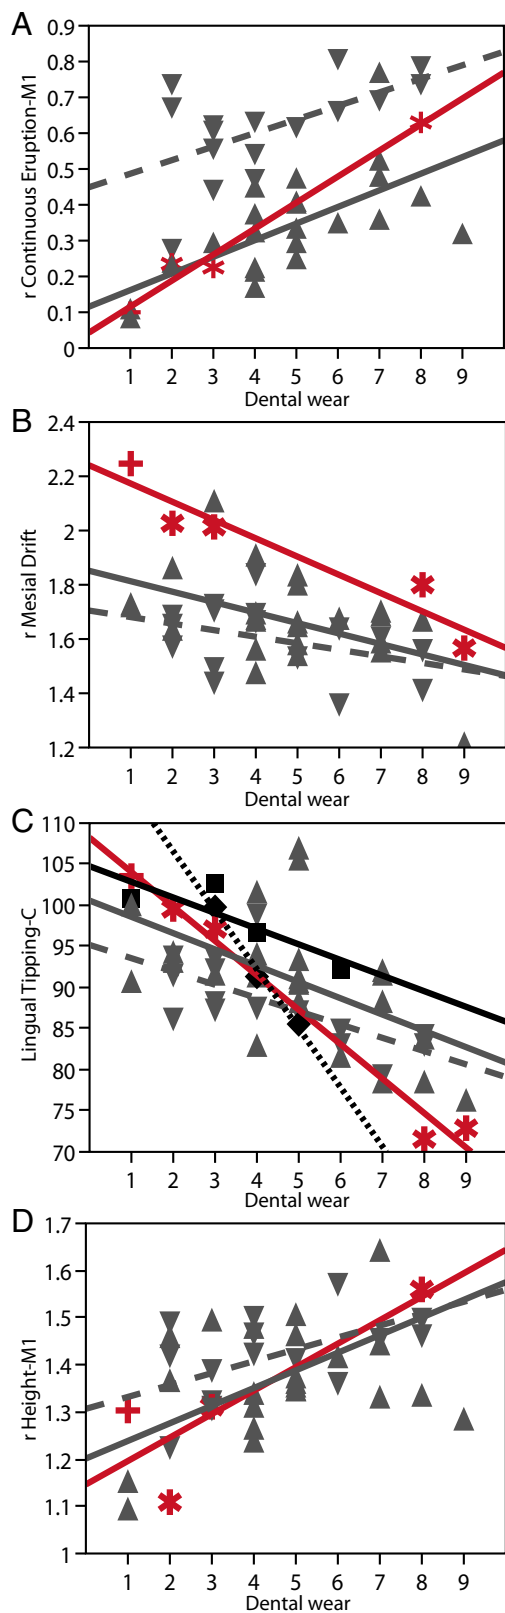 A
r Continuous Eruption-M1
0.9
0.8
0.7
0.6
0.5
0.4
0.3
0.2
0.1
0
1 2 3 4 5 6 7 8 9
Dental wear
B
r Mesial Drift
2.4
2.2
2
1.8
1.6
1.4
1.2
1 2 3 4 5 6 7 8 9
Dental wear
C
Lingual Tipping-C
110
105
100
95
90
85
80
75
70
1 2 3 4 5 6 7 8 9
Dental wear
D
r Height-M1
1.7
1.6
1.5
1.4
1.3
1.2
1.1
1
1 2 3 4 5 6 7 8 9
Dental wear